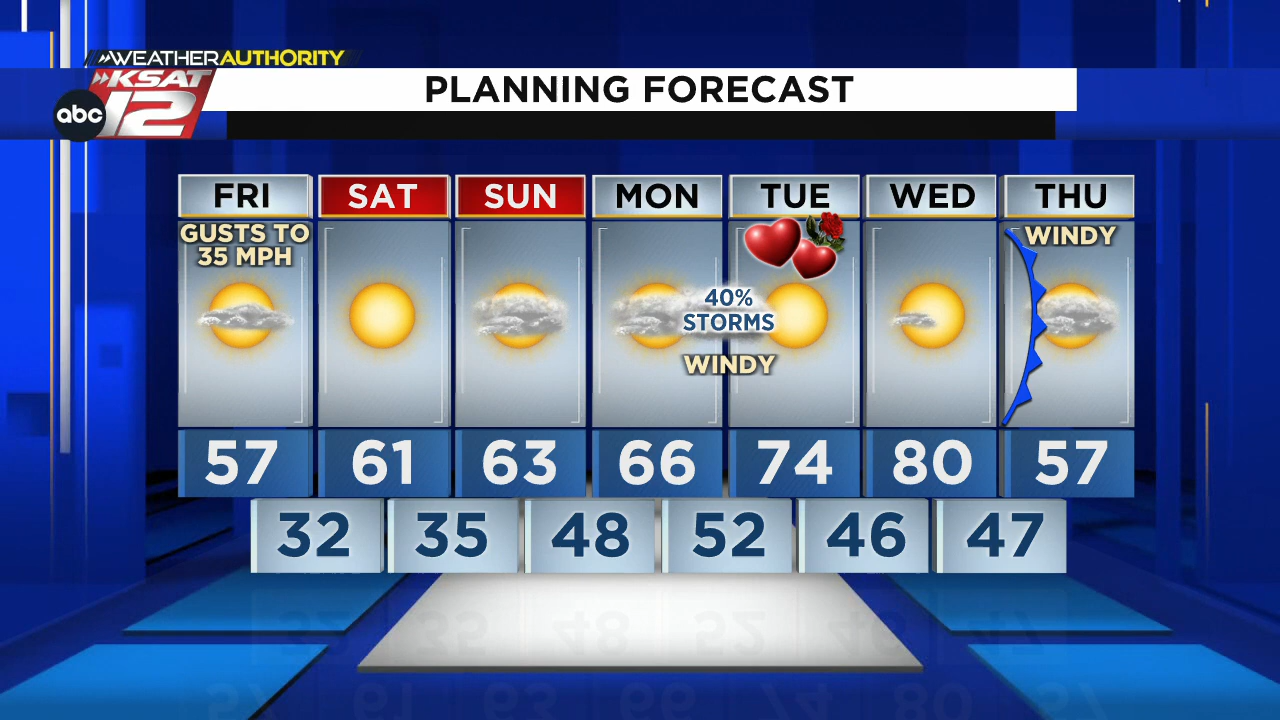 WEATHERAUTHORITY
KSAT
abc 12
PLANNING FORECAST
FRI SAT SUN MON TUE WED THU
GUSTS TO
35 MPH
WINDY
40%
STORMS
WINDY
57 61 63 66 74 80 57
32 35 48 52 46 47